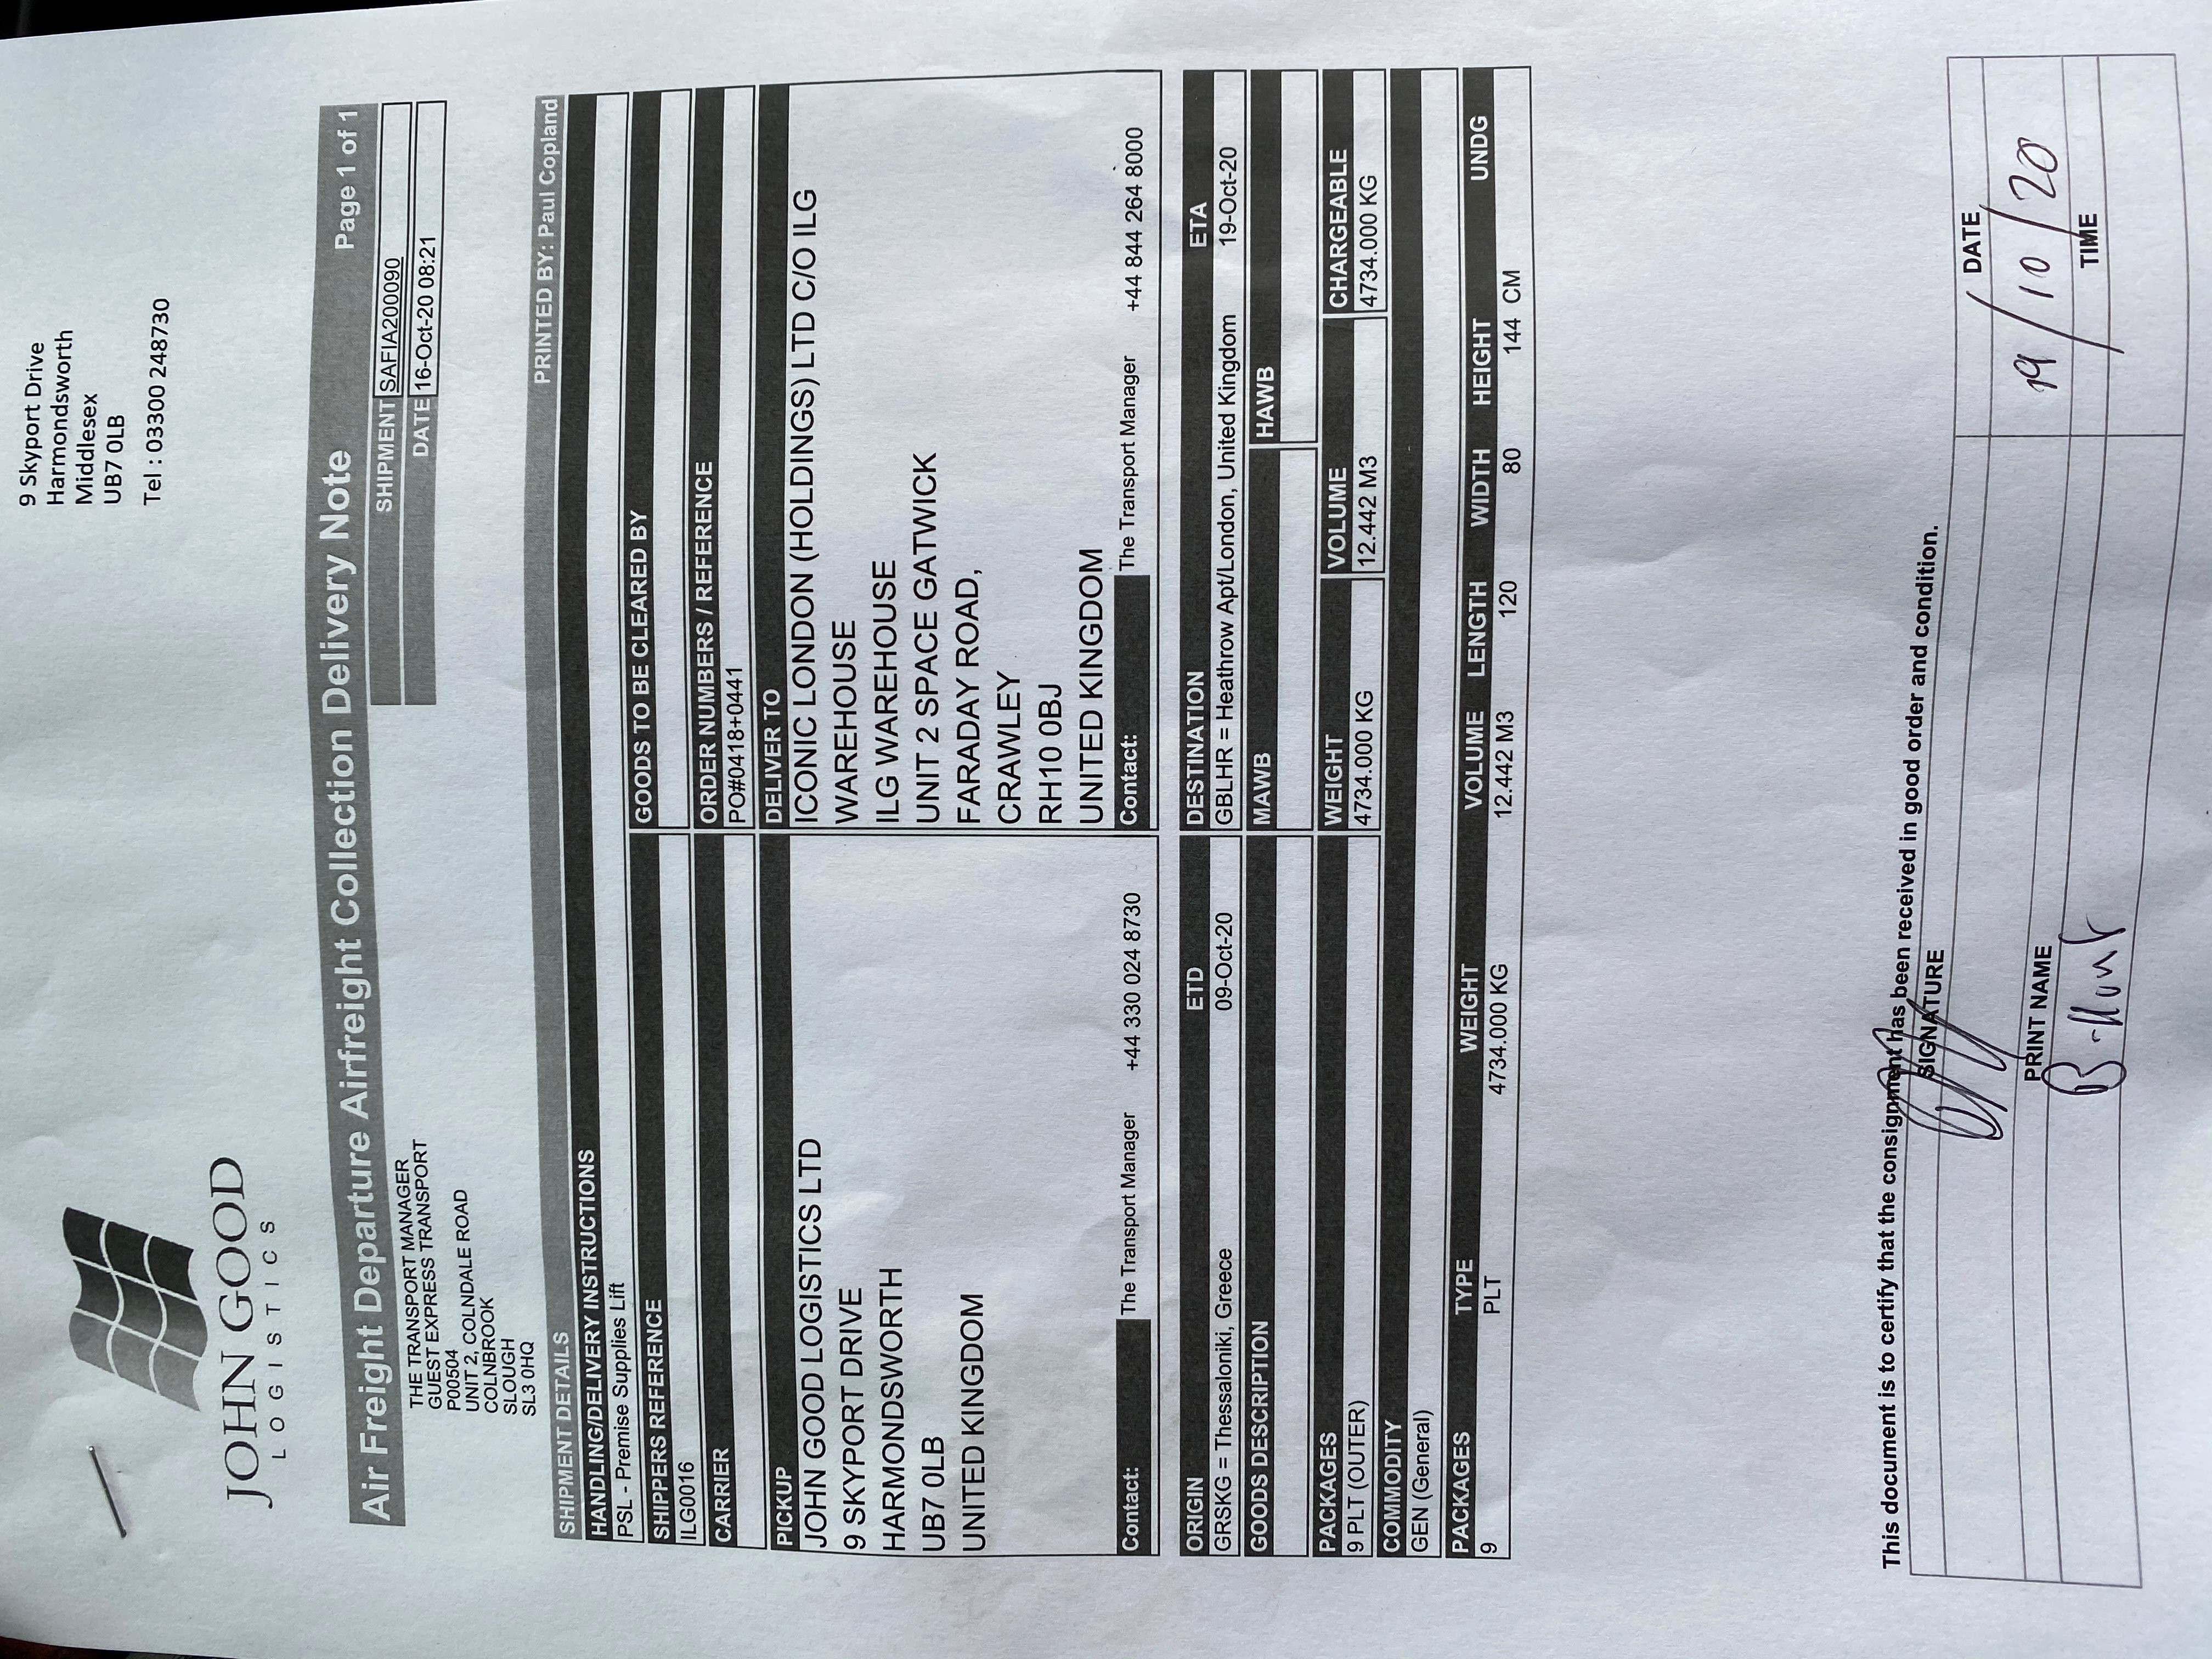 JOHN GOOD
LOGISTICS
9 Skyport Drive
Harmondsworth
Middlesex
UB7 0LB
Tel : 03300 248730
Air Freight Departure Airfreight Collection Delivery Note Page 1 of 1
THE TRANSPORT MANAGER
GUEST EXPRESS TRANSPORT
P00504
UNIT 2, COLNDALE ROAD
COLNBROOK
SLOUGH
SL3 0HQ
SHIPMENT SAFIA200090
DATE 16-Oct-20 08:21
SHIPMENT DETAILS PRINTED BY: Paul Copland
HANDLING/DELIVERY INSTRUCTIONS
PSL - Premise Supplies Lift
SHIPPERS REFERENCE GOODS TO BE CLEARED BY
ILG0016
CARRIER ORDER NUMBERS / REFERENCE
PO#0418+0441
PICKUP
JOHN GOOD LOGISTICS LTD
9 SKYPORT DRIVE
HARMONDSWORTH
UB7 0LB
UNITED KINGDOM
Contact: The Transport Manager +44 330 024 8730
DELIVER TO
ICONIC LONDON (HOLDINGS) LTD C/O ILG
WAREHOUSE
ILG WAREHOUSE
UNIT 2 SPACE GATWICK
FARADAY ROAD,
CRAWLEY
RH10 0BJ
UNITED KINGDOM
Contact: The Transport Manager +44 844 264 8000
ORIGIN ETD DESTINATION ETA
GRSKG = Thessaloniki, Greece 09-Oct-20 GBLHR = Heathrow Apt/London, United Kingdom 19-Oct-20
GOODS DESCRIPTION MAWB HAWB
PACKAGES WEIGHT VOLUME CHARGEABLE
9 PLT (OUTER) 4734.000 KG 12.442 M3 4734.000 KG
COMMODITY
GEN (General)
PACKAGES TYPE WEIGHT VOLUME LENGTH WIDTH HEIGHT UNDG
9 PLT 4734.000 KG 12.442 M3 120 80 144 CM
This document is to certify that the consignment has been received in good order and condition.
SIGNATURE DATE
19/10/20
PRINT NAME TIME
B-Hunt